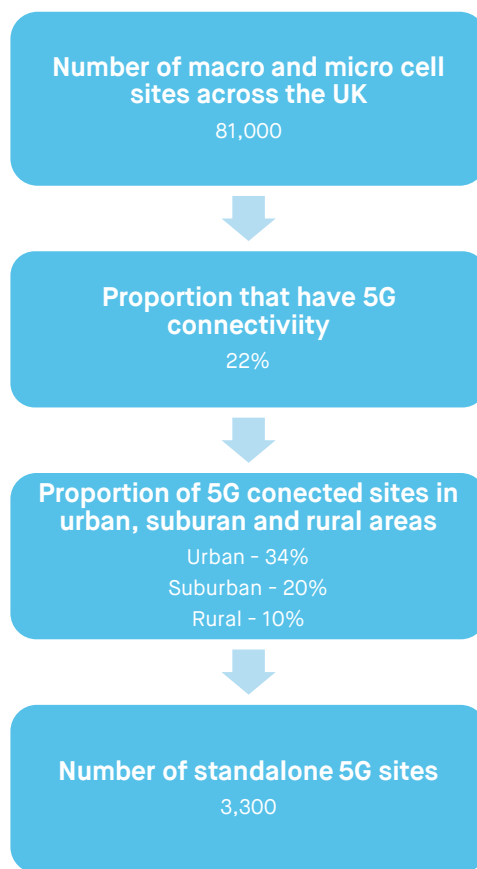 Number of macro and micro cell
sites across the UK
81,000
Proportion that have 5G
connectiviity
22%
Proportion of 5G conected sites in
urban, suburan and rural areas
Urban - 34%
Suburban - 20%
Rural - 10%
Number of standalone 5G sites
3,300